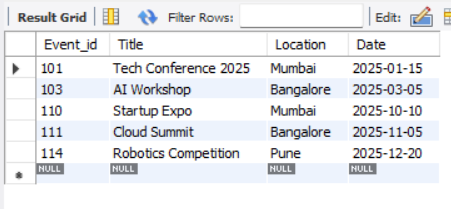 Result Grid Filter Rows: Edit:
Event_id Title Location Date
101 Tech Conference 2025 Mumbai 2025-01-15
103 AI Workshop Bangalore 2025-03-05
110 Startup Expo Mumbai 2025-10-10
111 Cloud Summit Bangalore 2025-11-05
114 Robotics Competition Pune 2025-12-20
NULL NULL NULL NULL